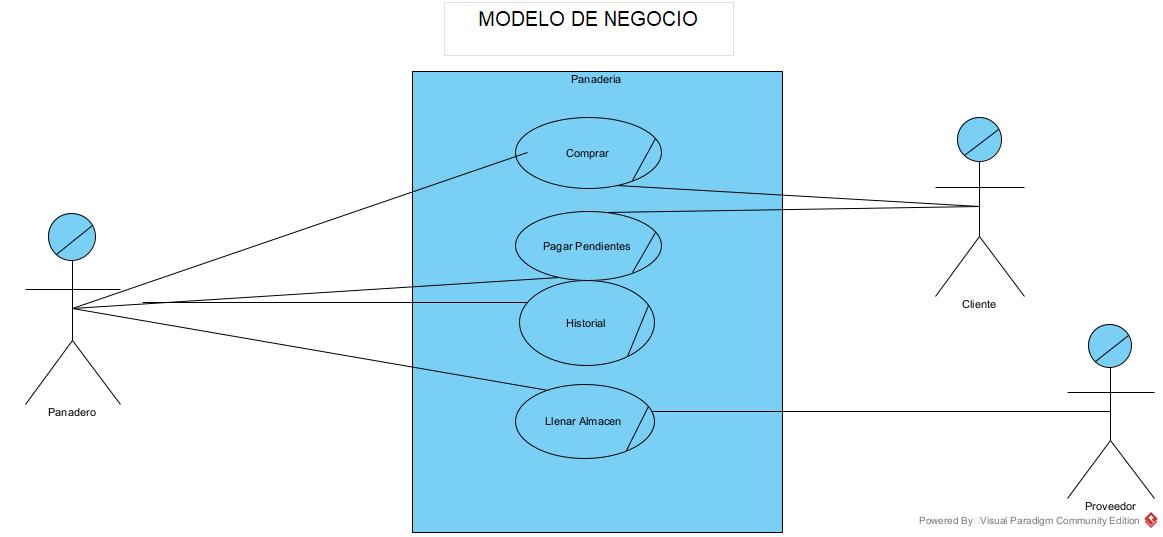 MODELO DE NEGOCIO
Panaderia
Comprar
Pagar Pendientes
Historial
Llenar Almacen
Panadero
Cliente
Proveedor
Powered By Visual Paradigm Community Edition